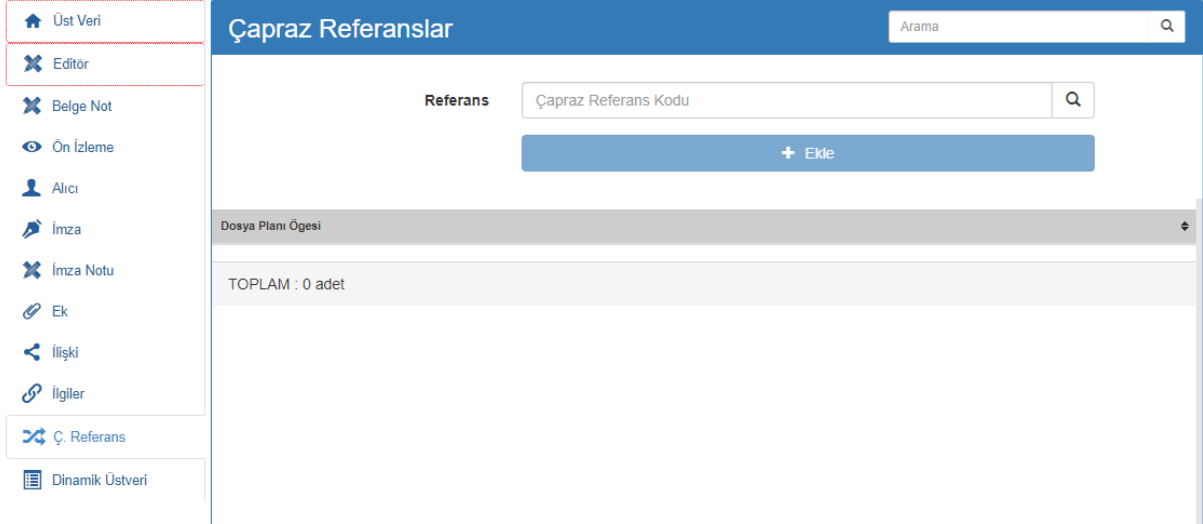 Üst Veri
Editör
Belge Not
Ön İzleme
Alıcı
İmza
İmza Notu
Ek
İlişki
İlgiler
Ç. Referans
Dinamik Üstveri
Çapraz Referanslar
Arama
Referans
Çapraz Referans Kodu
+ Ekle
Dosya Planı Ögesi
TOPLAM : 0 adet